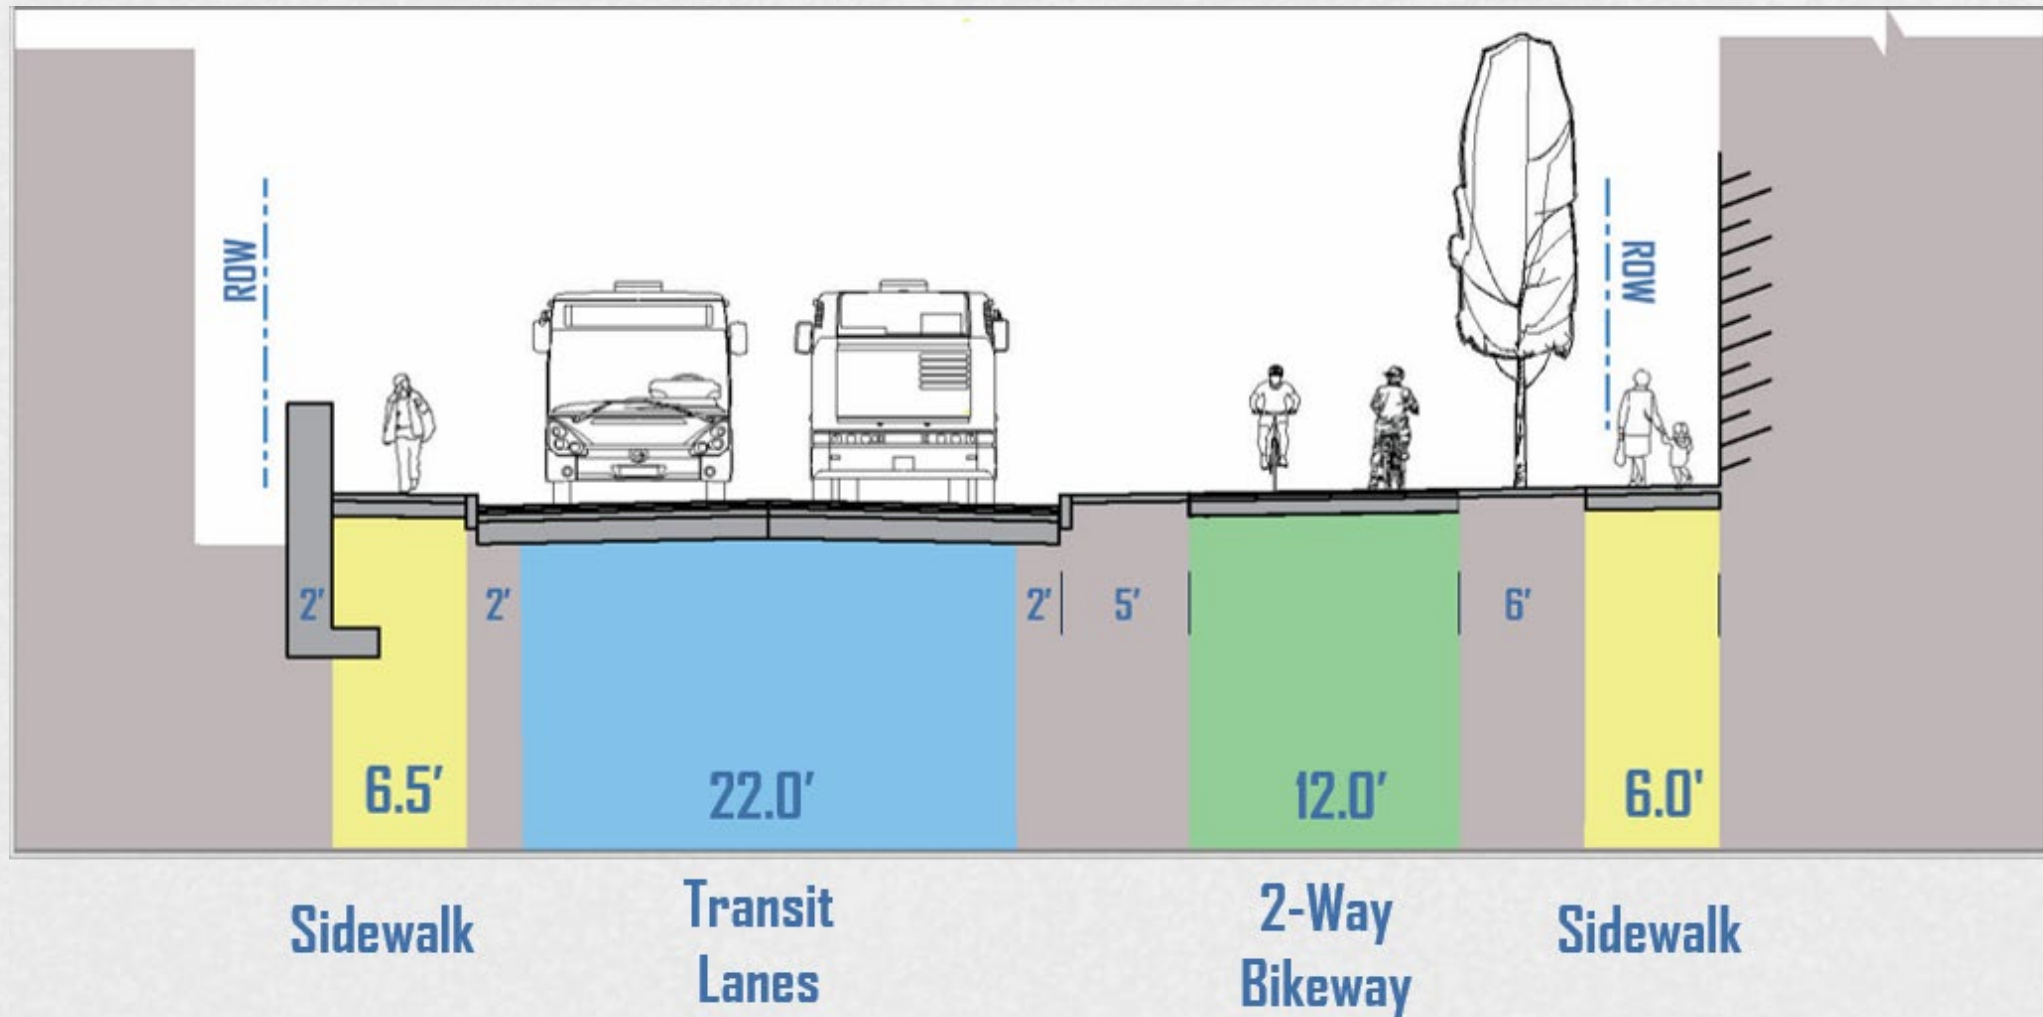 ROW
ROW
2' 2' 2' 5' 6'
6.5' 22.0' 12.0' 6.0'
Sidewalk
Transit
Lanes
2-Way
Bikeway
Sidewalk